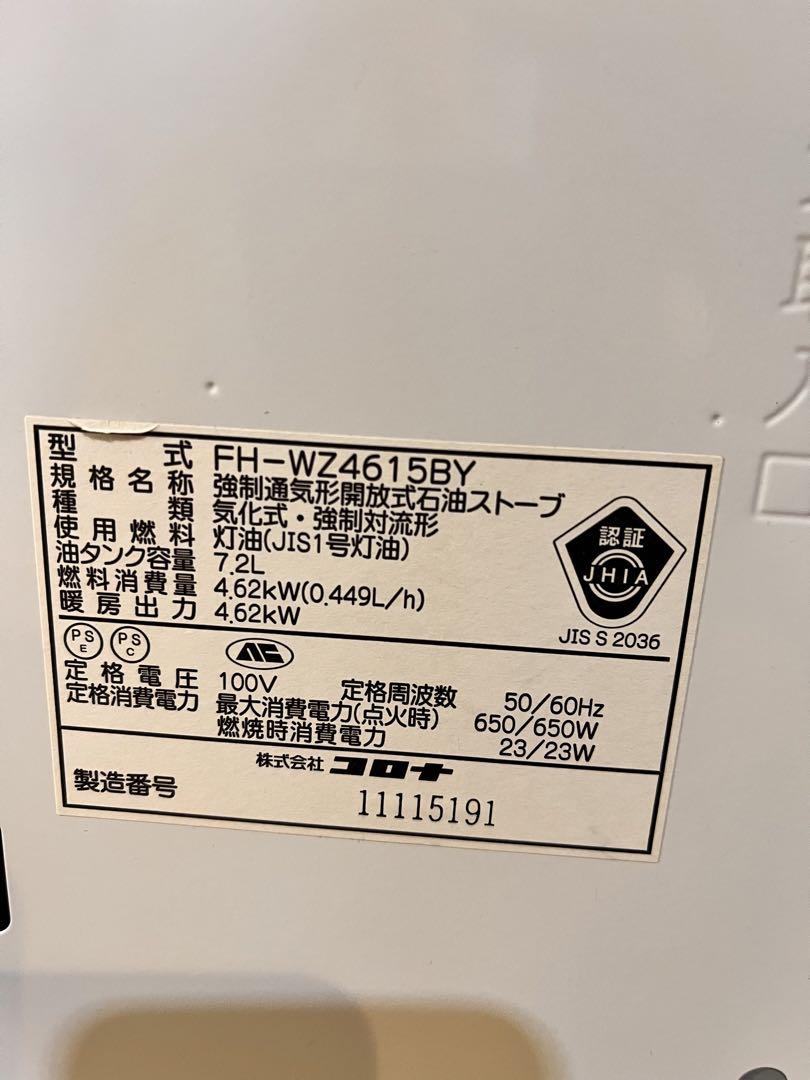 型式 FH-WZ4615BY
規格名称 強制通気形開放式石油ストーブ
種類 気化式・強制対流形
使用燃料 灯油(JIS1号灯油)
油タンク容量 7.2L
燃料消費量 4.62kW(0.449L/h)
暖房出力 4.62kW
認証
JHIA
JIS S 2036
PS E PS C
定格電圧 100V 定格周波数 50/60Hz
定格消費電力 最大消費電力(点火時) 650/650W
燃焼時消費電力 23/23W
株式会社 コロナ
製造番号 11115191